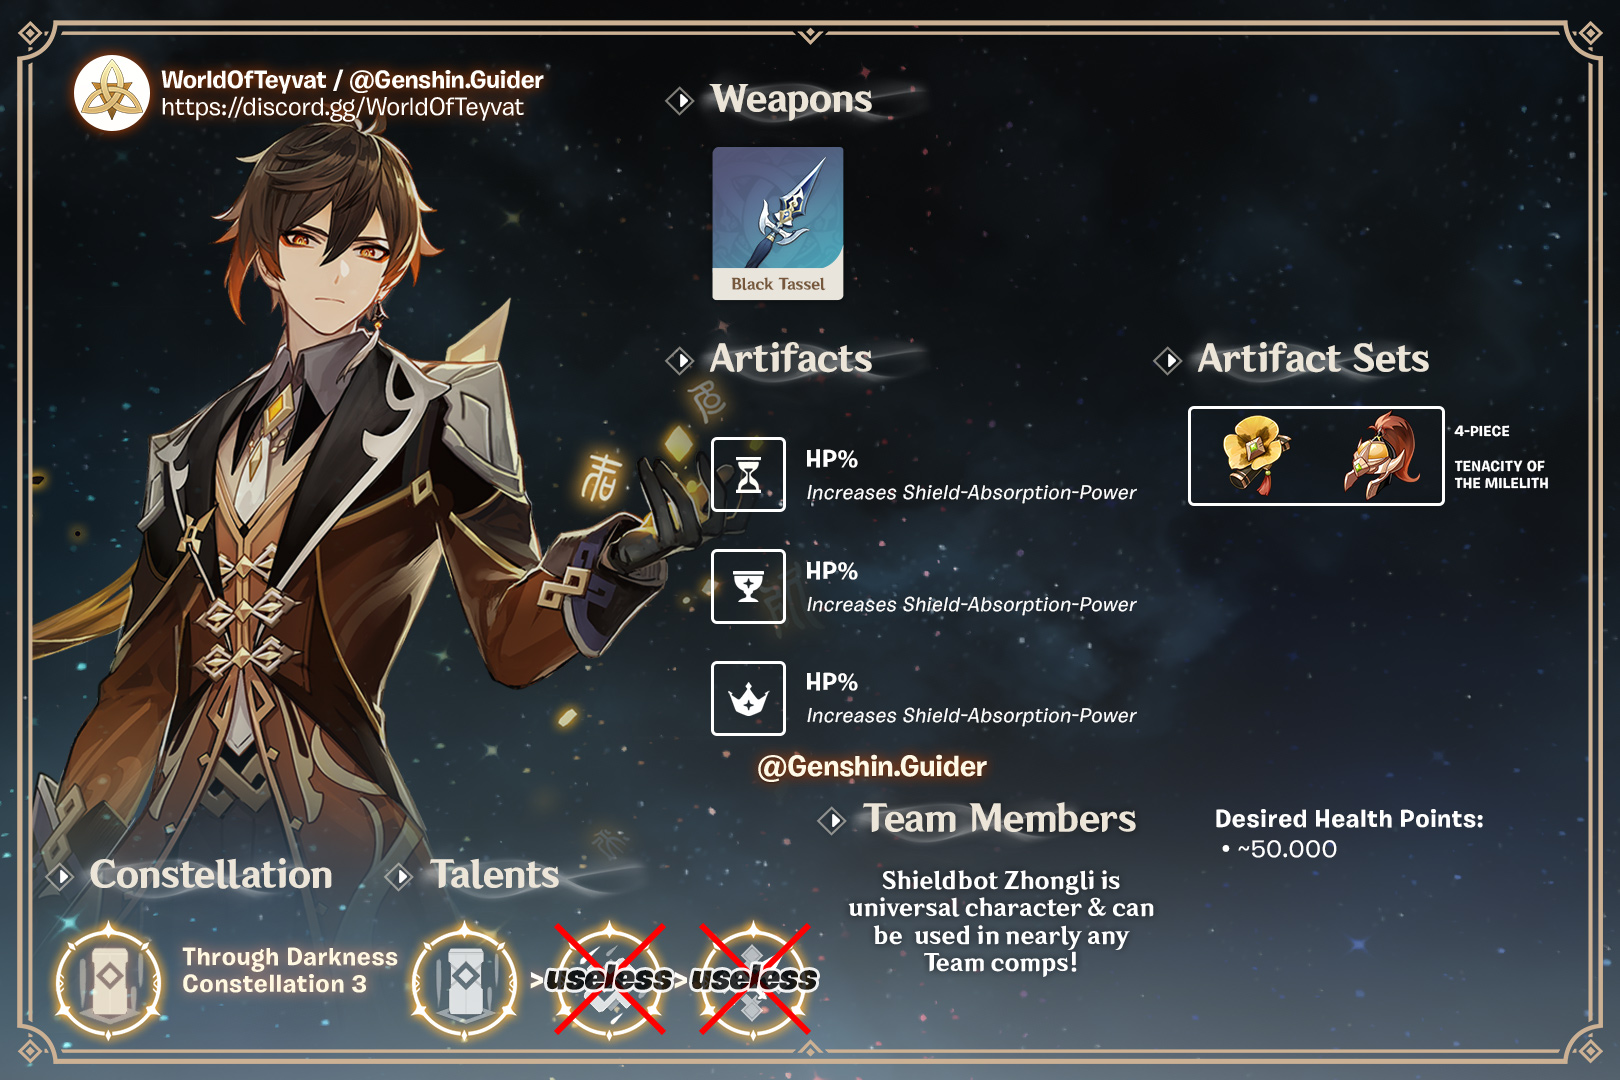 WorldOfTeyvat / @Genshin.Guider
https://discord.gg/WorldOfTeyvat
Weapons
Black Tassel
Artifacts
HP%
Increases Shield-Absorption-Power
HP%
Increases Shield-Absorption-Power
HP%
Increases Shield-Absorption-Power
@Genshin.Guider
Artifact Sets
4-PIECE
TENACITY OF
THE MILELITH
Team Members
Shieldbot Zhongli is
universal character & can
be used in nearly any
Team comps!
Desired Health Points:
• ~50.000
Constellation
Through Darkness
Constellation 3
Talents
>useless>useless